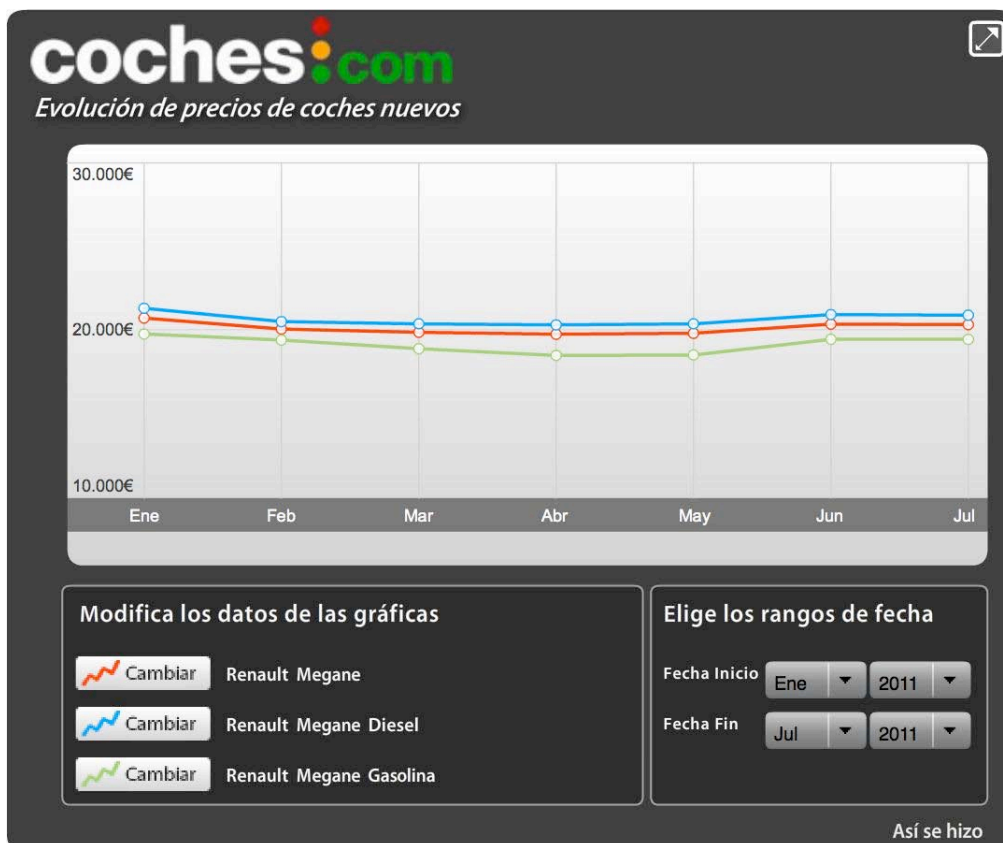 coches.com
Evolución de precios de coches nuevos
30.000€
20.000€
10.000€
Ene Feb Mar Abr May Jun Jul
Modifica los datos de las gráficas
Cambiar Renault Megane
Cambiar Renault Megane Diesel
Cambiar Renault Megane Gasolina
Elige los rangos de fecha
Fecha Inicio Ene 2011
Fecha Fin Jul 2011
Así se hizo